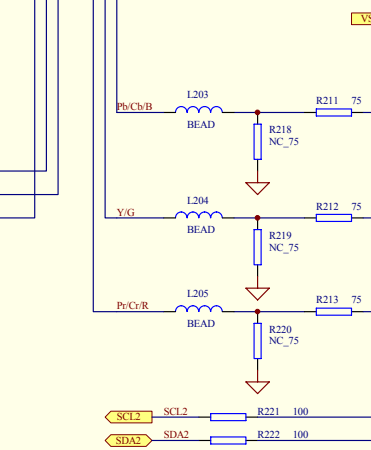 VS
L203
R211 75
Pb/Cb/B
BEAD
R218
NC_75
L204
R212 75
Y/G
BEAD
R219
NC_75
L205
R213 75
Pr/Cr/R
BEAD
R220
NC_75
SCL2 SCL2 R221 100
SDA2 SDA2 R222 100